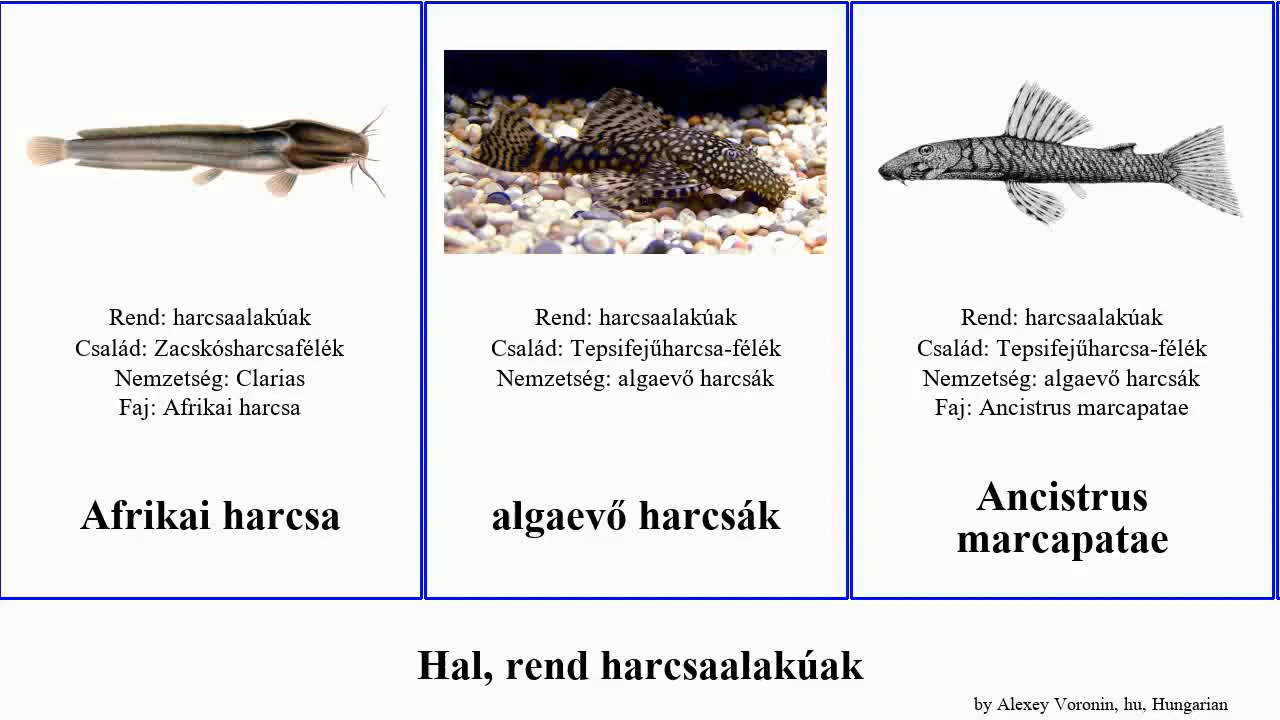 Rend: harcsaalakúak
Család: Zacskósharcsafélék
Nemzetség: Clarias
Faj: Afrikai harcsa
Afrikai harcsa
Rend: harcsaalakúak
Család: Tepsifejűharcsa-félék
Nemzetség: algaevő harcsák
algaevő harcsák
Rend: harcsaalakúak
Család: Tepsifejűharcsa-félék
Nemzetség: algaevő harcsák
Faj: Ancistrus marcapatae
Ancistrus
marcapatae
Hal, rend harcsaalakúak
by Alexey Voronin, hu, Hungarian